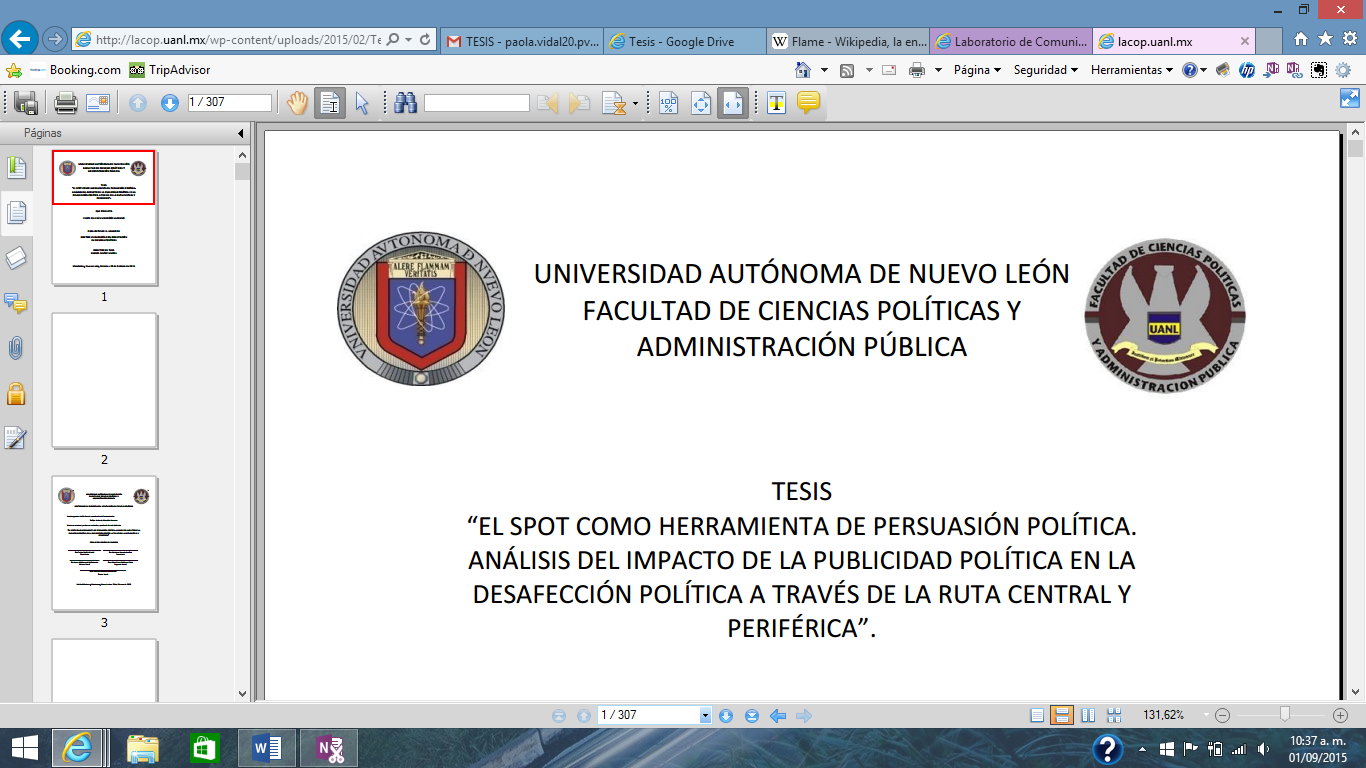 http://lacop.uanl.mx/wp-content/uploads/2015/02/Te
TESIS - paola.vidal20.pv...
Tesis - Google Drive
Flame - Wikipedia, la en...
Laboratorio de Comuni...
lacop.uanl.mx
Booking.com
TripAdvisor
Página
Seguridad
Herramientas
1 / 307
Páginas
1
2
3
UNIVERSIDAD AVTONOMA D NVEVO LEON
ALERE FLAMMAM
VERITATIS
UNIVERSIDAD AUTÓNOMA DE NUEVO LEÓN
FACULTAD DE CIENCIAS POLÍTICAS Y
ADMINISTRACIÓN PÚBLICA
FACULTAD DE CIENCIAS POLITICAS
UANL
Y ADMINISTRACION PUBLICA
TESIS
“EL SPOT COMO HERRAMIENTA DE PERSUASIÓN POLÍTICA.
ANÁLISIS DEL IMPACTO DE LA PUBLICIDAD POLÍTICA EN LA
DESAFECCIÓN POLÍTICA A TRAVÉS DE LA RUTA CENTRAL Y
PERIFÉRICA”.
1 / 307
131,62%
10:37 a. m.
01/09/2015